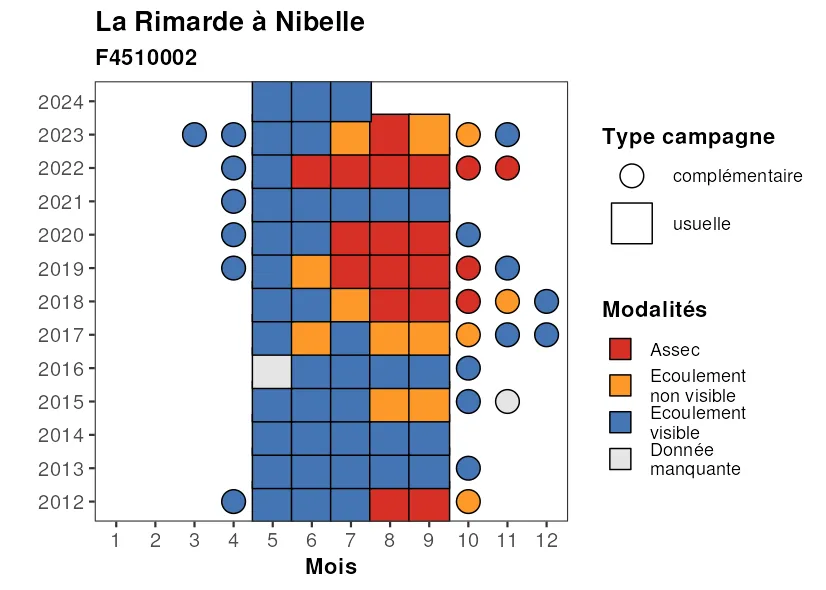 La Rimarde à Nibelle
F4510002
2024
2023
2022
2021
2020
2019
2018
2017
2016
2015
2014
2013
2012
1 2 3 4 5 6 7 8 9 10 11 12
Mois
Type campagne
complémentaire
usuelle
Modalités
Assec
Ecoulement
non visible
Ecoulement
visible
Donnée
manquante